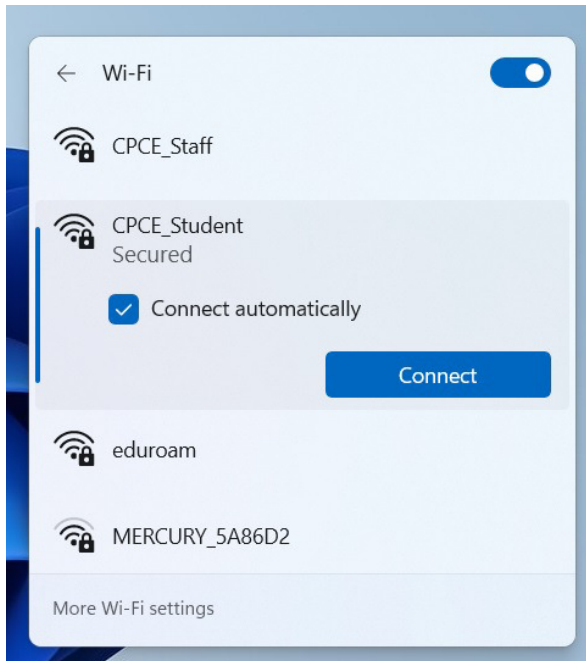 Wi-Fi
CPCE_Staff
CPCE_Student
Secured
Connect automatically
Connect
eduroam
MERCURY_5A86D2
More Wi-Fi settings